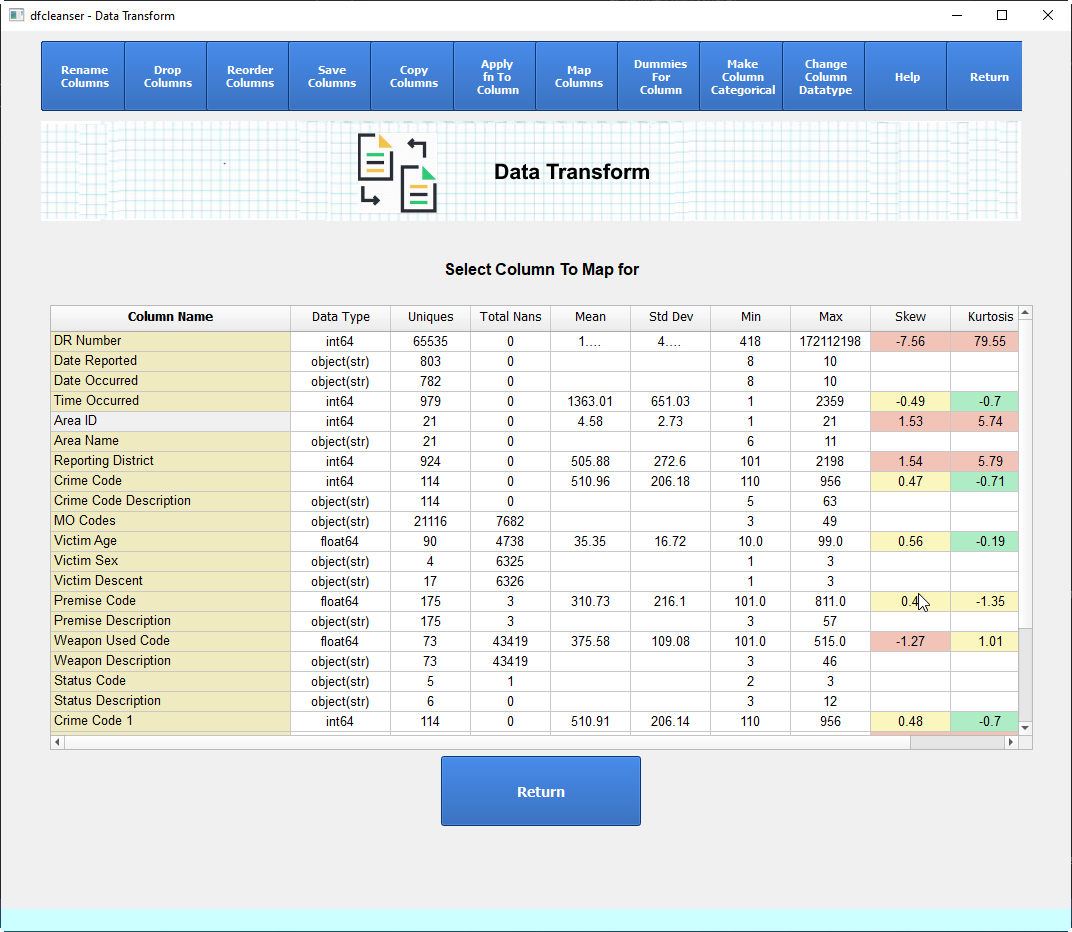 dfcleanser - Data Transform
Rename Columns Drop Columns Reorder Columns Save Columns Copy Columns Apply fn To Column Map Columns Dummies For Column Make Column Categorical Change Column Datatype Help Return
Data Transform
Select Column To Map for
Column Name Data Type Uniques Total Nans Mean Std Dev Min Max Skew Kurtosis
DR Number int64 65535 0 1.... 4.... 418 172112198 -7.56 79.55
Date Reported object(str) 803 0 8 10
Date Occurred object(str) 782 0 8 10
Time Occurred int64 979 0 1363.01 651.03 1 2359 -0.49 -0.7
Area ID int64 21 0 4.58 2.73 1 21 1.53 5.74
Area Name object(str) 21 0 6 11
Reporting District int64 924 0 505.88 272.6 101 2198 1.54 5.79
Crime Code int64 114 0 510.96 206.18 110 956 0.47 -0.71
Crime Code Description object(str) 114 0 5 63
MO Codes object(str) 21116 7682 3 49
Victim Age float64 90 4738 35.35 16.72 10.0 99.0 0.56 -0.19
Victim Sex object(str) 4 6325 1 3
Victim Descent object(str) 17 6326 1 3
Premise Code float64 175 3 310.73 216.1 101.0 811.0 -1.35
Premise Description object(str) 175 3 3 57
Weapon Used Code float64 73 43419 375.58 109.08 101.0 515.0 -1.27 1.01
Weapon Description object(str) 73 43419 3 46
Status Code object(str) 5 1 2 3
Status Description object(str) 6 0 3 12
Crime Code 1 int64 114 0 510.91 206.14 110 956 0.48 -0.7
Return